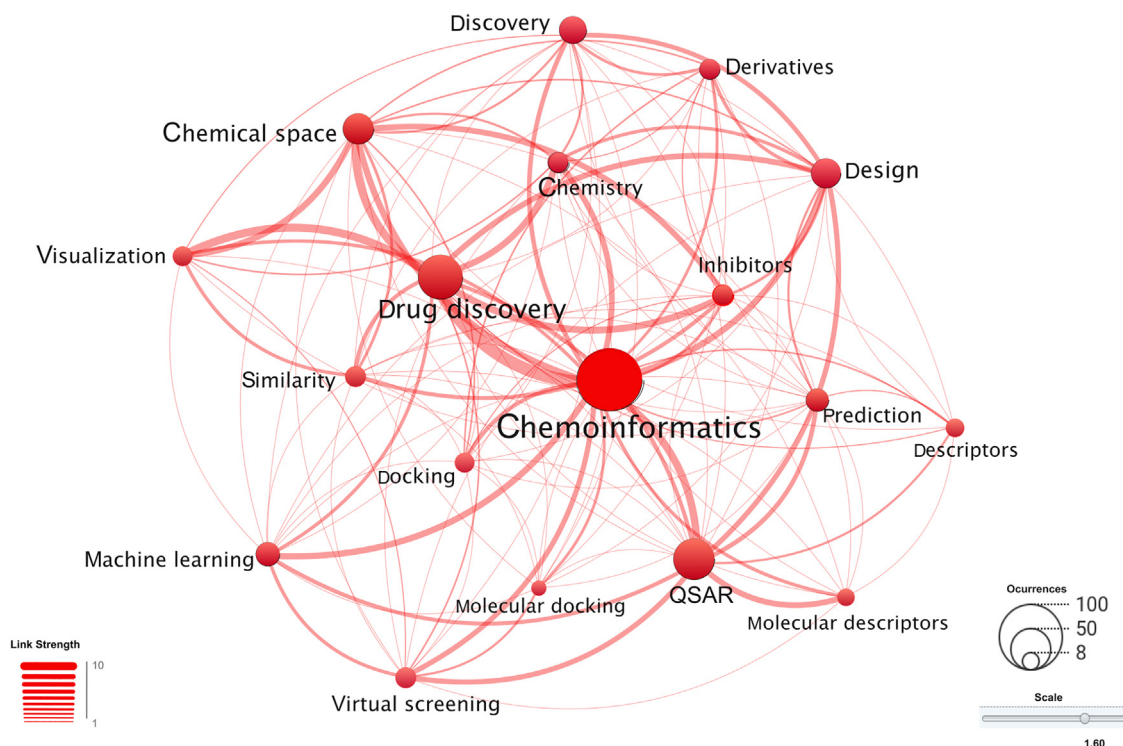 Discovery
Derivatives
Chemical space
Chemistry
Design
Visualization
Inhibitors
Drug discovery
Similarity
Chemoinformatics
Prediction
Descriptors
Docking
Machine learning
QSAR
Molecular docking
Molecular descriptors
Virtual screening
Link Strength
10
1
Ocurrences
100
50
8
Scale
1.60